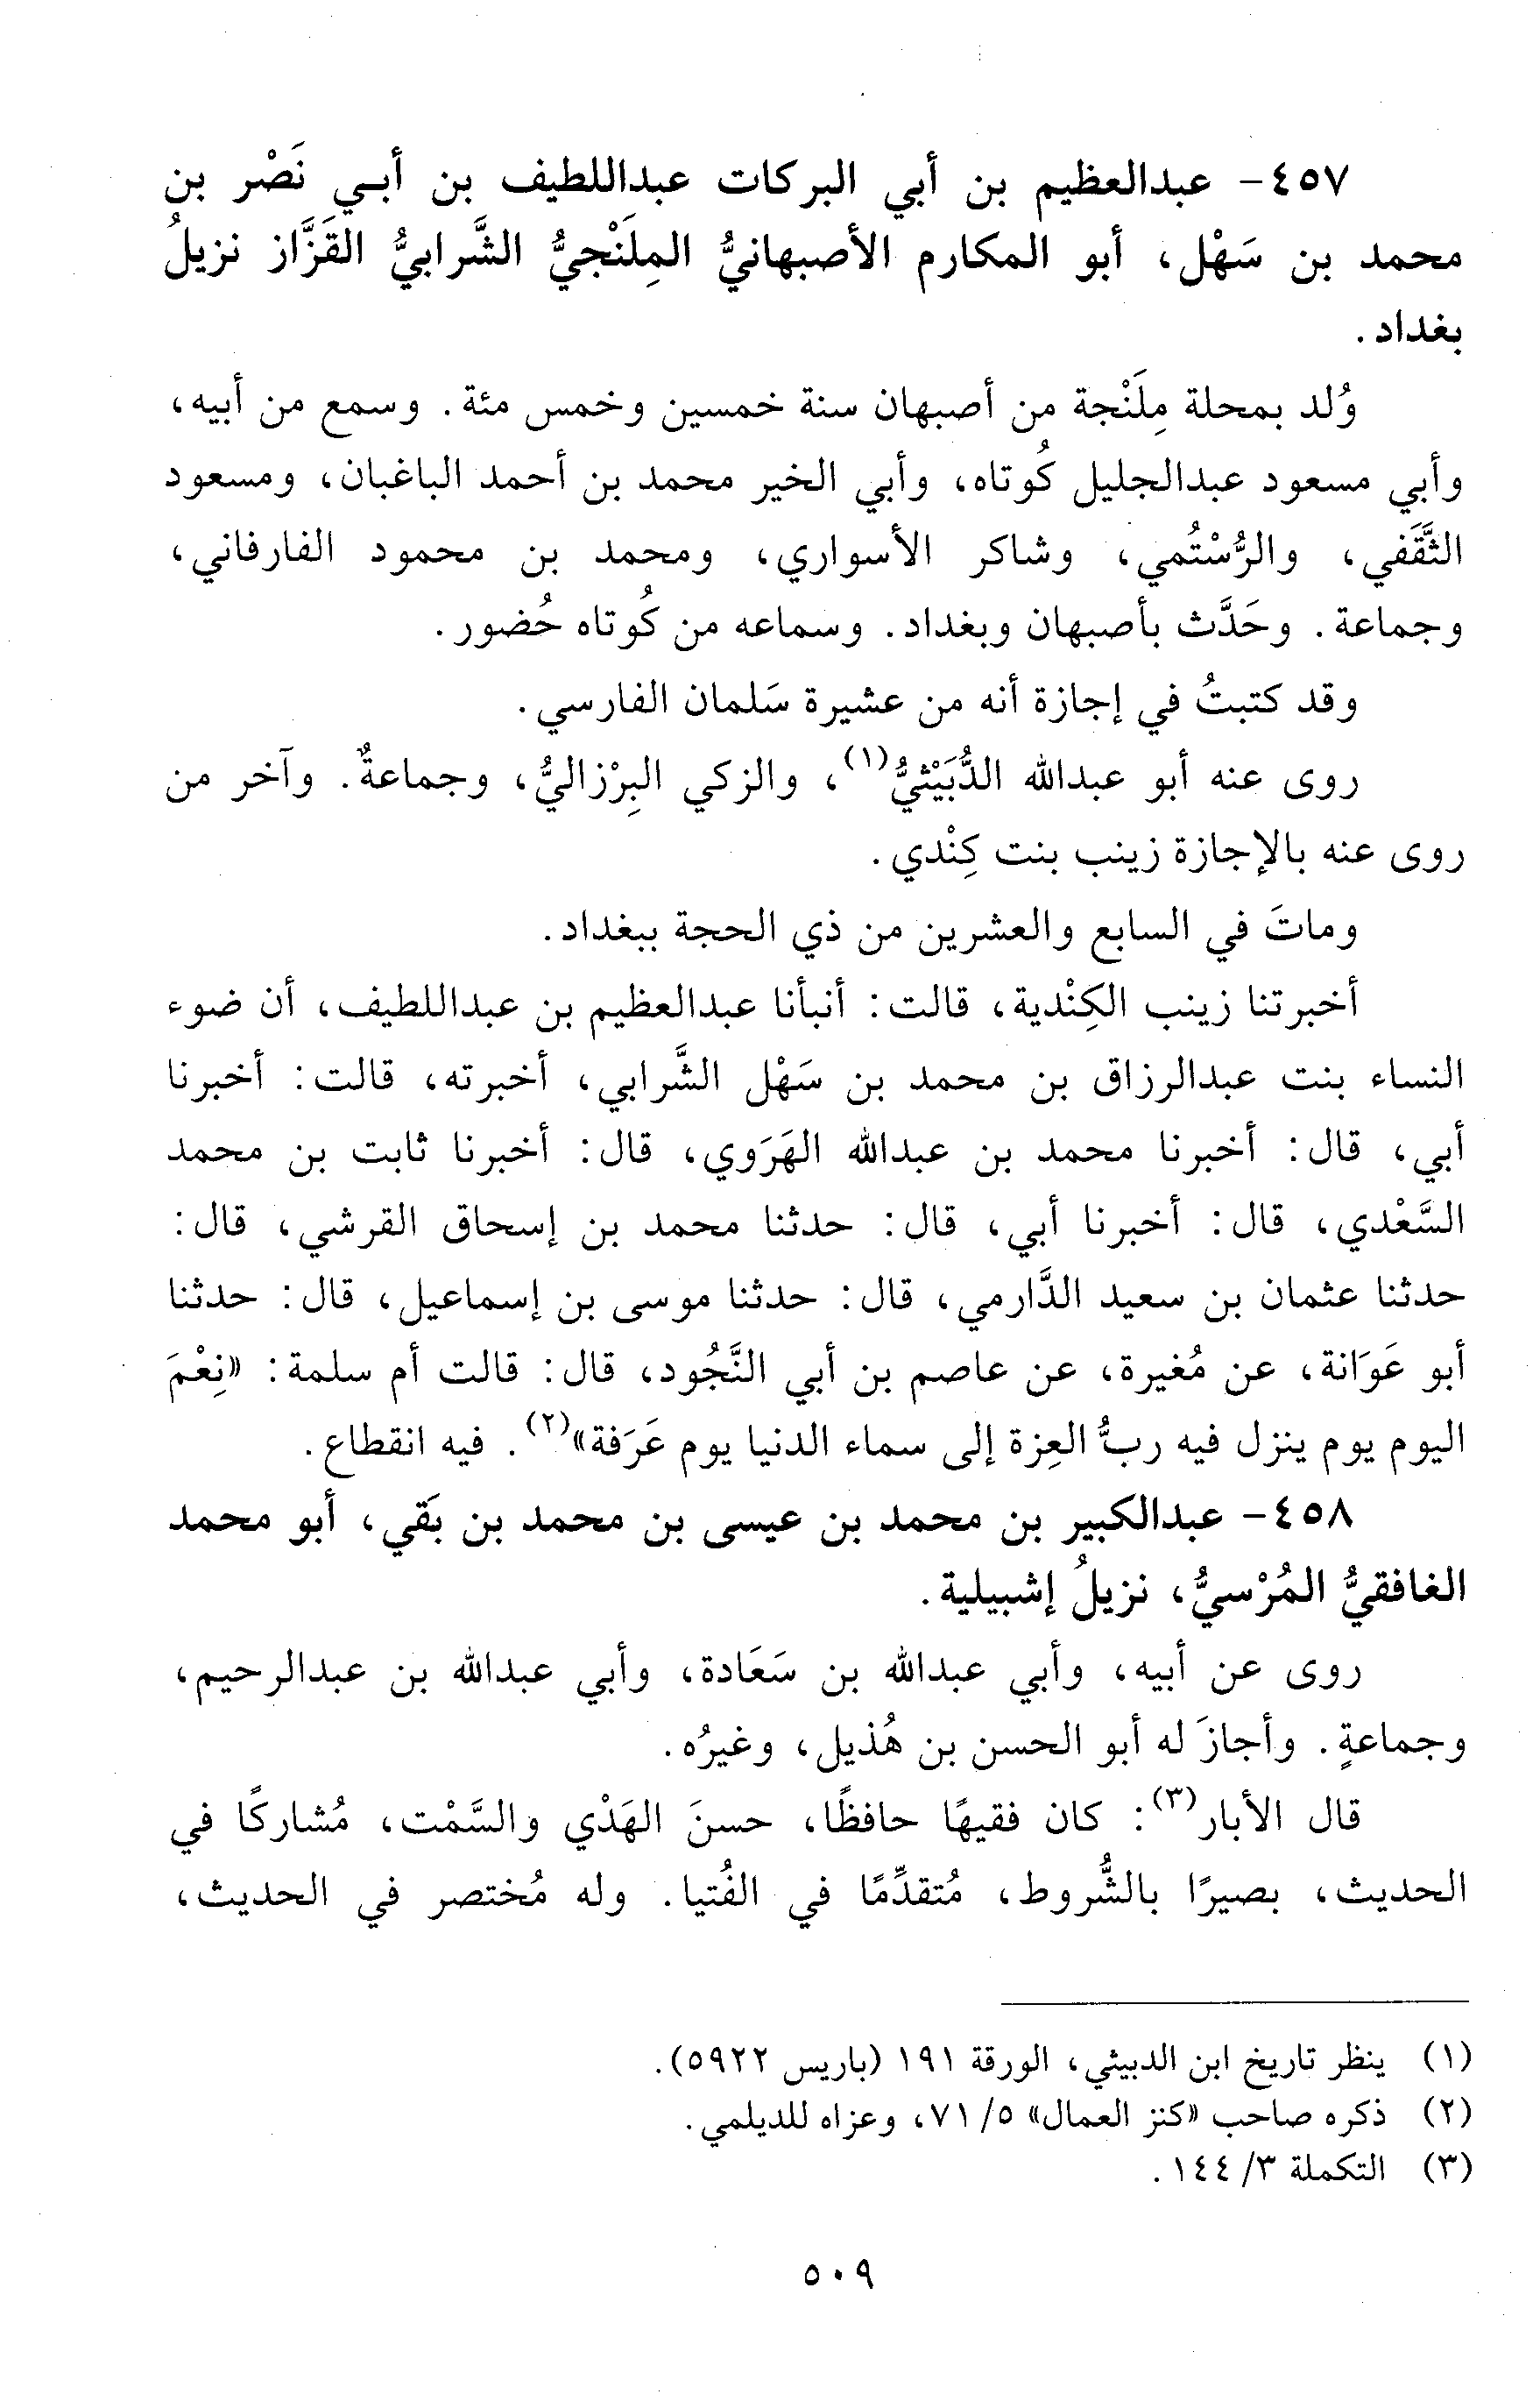 ٤٥٧- عبدالعظيم بن أبي البركات عبداللطيف بن أبـي نَصْر بن
محمد بن سَهْل، أبو المكارم الأصبهانيُّ المِلَنْجيُّ الشَّرابيُّ القَزَّاز نزيلُ
بغداد.
وُلد بمحلة مِلَنْجة من أصبهان سنة خمسين وخمس مئة. وسمع من أبيه،
وأبي مسعود عبدالجليل كُوتاه، وأبي الخير محمد بن أحمد الباغبان، ومسعود
الثَّقَفي، والرُّسْتُمي، وشاكر الأسواري، ومحمد بن محمود الفارفاني،
وجماعة. وحَدَّث بأصبهان وبغداد. وسماعه من كُوتاه حُضور.
وقد كتبتُ في إجازة أنه من عشيرة سَلمان الفارسي.
روى عنه أبو عبدالله الدُّبَيْثيُّ(١)، والزكي البِرْزاليُّ، وجماعةٌ. وآخر من
روى عنه بالإجازة زينب بنت كِنْدي.
وماتَ في السابع والعشرين من ذي الحجة ببغداد.
أخبرتنا زينب الكِنْدية، قالت: أنبأنا عبدالعظيم بن عبداللطيف، أن ضوء
النساء بنت عبدالرزاق بن محمد بن سَهْل الشَّرابي، أخبرته، قالت: أخبرنا
أبي، قال: أخبرنا محمد بن عبدالله الهَرَوي، قال: أخبرنا ثابت بن محمد
السَّعْدي، قال: أخبرنا أبي، قال: حدثنا محمد بن إسحاق القرشي، قال:
حدثنا عثمان بن سعيد الدَّارمي، قال: حدثنا موسى بن إسماعيل، قال: حدثنا
أبو عَوَانة، عن مُغيرة، عن عاصم بن أبي النَّجُود، قال: قالت أم سلمة: «نِعْمَ
اليوم يوم ينزل فيه ربُّ العِزة إلى سماء الدنيا يوم عَرَفة»(٢). فيه انقطاع.
٤٥٨- عبدالكبير بن محمد بن عيسى بن محمد بن بَقي، أبو محمد
الغافقيُّ المُرْسيُّ، نزيلُ إشبيلية.
روى عن أبيه، وأبي عبدالله بن سَعَادة، وأبي عبدالله بن عبدالرحيم،
وجماعةٍ. وأجازَ له أبو الحسن بن هُذيل، وغيرُه.
قال الأبار(٣): كان فقيهًا حافظًا، حسنَ الهَدْي والسَّمْت، مُشاركًا في
الحديث، بصيرًا بالشُّروط، مُتقدِّمًا في الفُتيا. وله مُختصر في الحديث،
(١) ينظر تاريخ ابن الدبيثي، الورقة ١٩١ (باريس ٥٩٢٢).
(٢) ذكره صاحب «كنز العمال» ٥/ ٧١، وعزاه للديلمي.
(٣) التكملة ٣/ ١٤٤.
٥٠٩